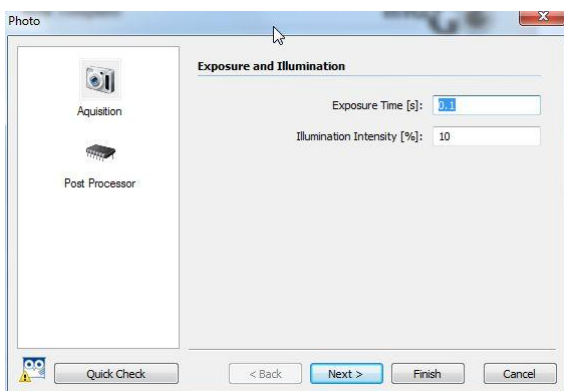 Photo
Exposure and Illumination
Aquisition
Exposure Time [s]: 0.1
Illumination Intensity [%]: 10
Post Processor
Quick Check
< Back
Next >
Finish
Cancel